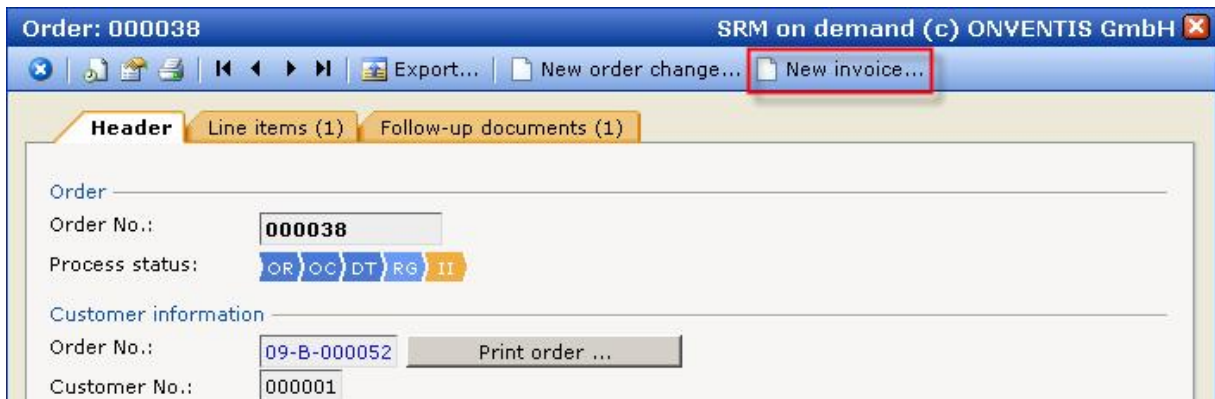 Order: 000038 SRM on demand (c) ONVENTIS GmbH
Export... New order change... New invoice...
Header Line items (1) Follow-up documents (1)
Order
Order No.: 000038
Process status: OR OC DT RG II
Customer information
Order No.: 09-B-000052 Print order ...
Customer No.: 000001